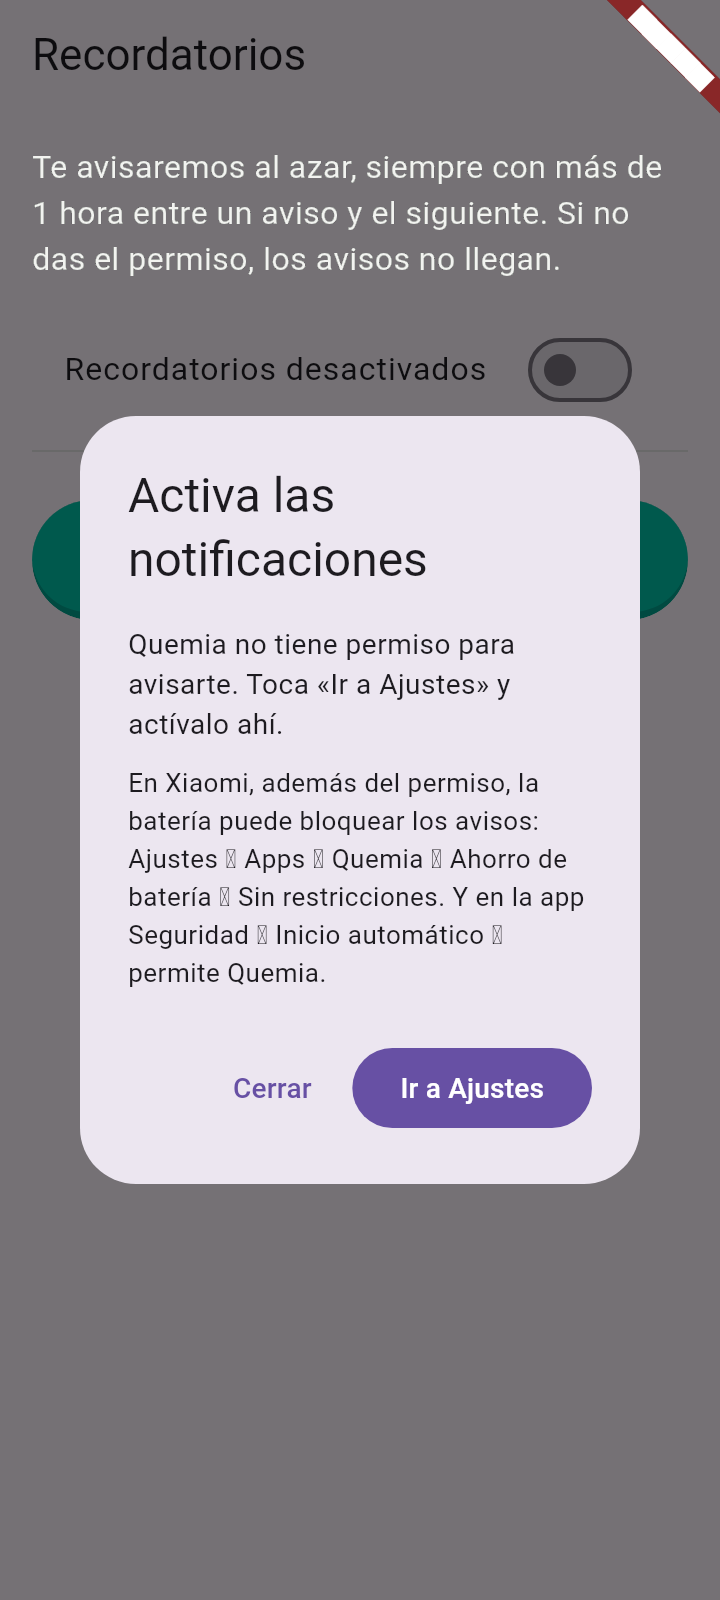 Recordatorios
Te avisaremos al azar, siempre con más de
1 hora entre un aviso y el siguiente. Si no
das el permiso, los avisos no llegan.
Recordatorios desactivados
Activa las
notificaciones
Quemia no tiene permiso para
avisarte. Toca «Ir a Ajustes» y
actívalo ahí.
En Xiaomi, además del permiso, la
batería puede bloquear los avisos:
Ajustes Apps Quemia Ahorro de
batería Sin restricciones. Y en la app
Seguridad Inicio automático
permite Quemia.
Cerrar
Ir a Ajustes